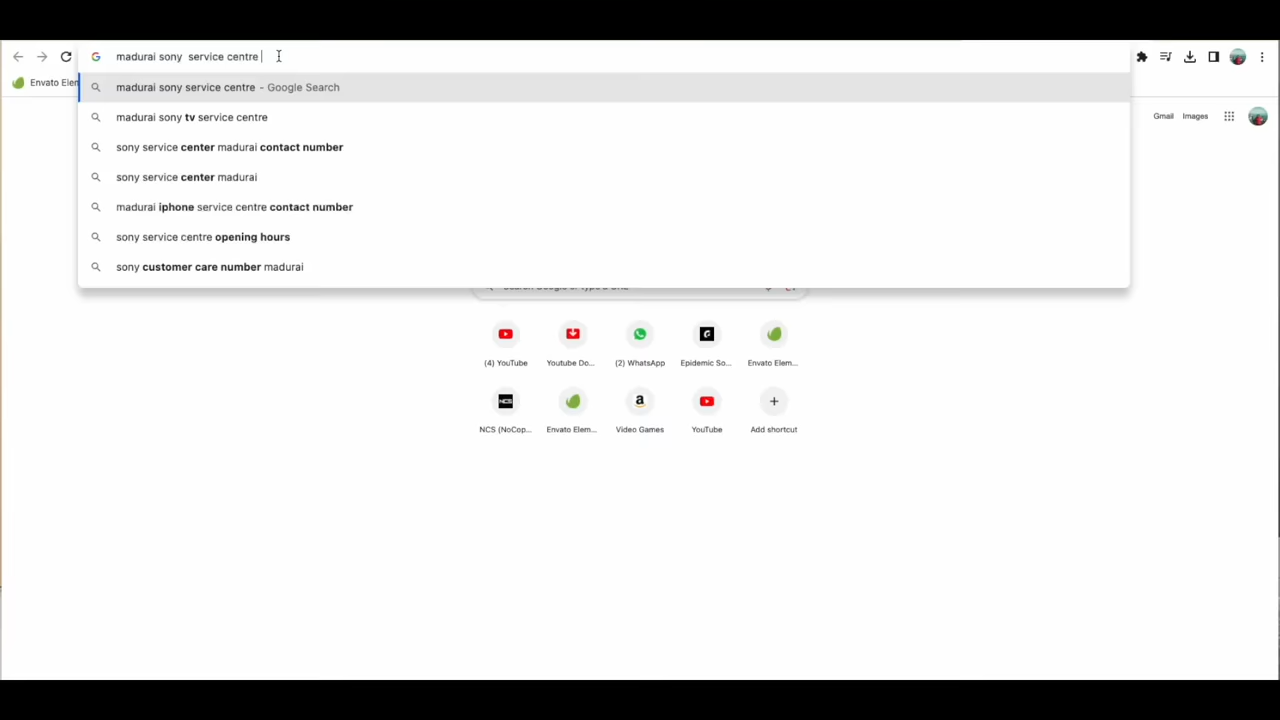 madurai sony  service centre
Envato Elem
madurai sony service centre - Google Search
madurai sony tv service centre
sony service center madurai contact number
sony service center madurai
madurai iphone service centre contact number
sony service centre opening hours
sony customer care number madurai
Gmail Images
(4) YouTube
Youtube Do...
(2) WhatsApp
Epidemic So...
Envato Elem...
NCS (NoCop...
Envato Elem...
Video Games
YouTube
Add shortcut